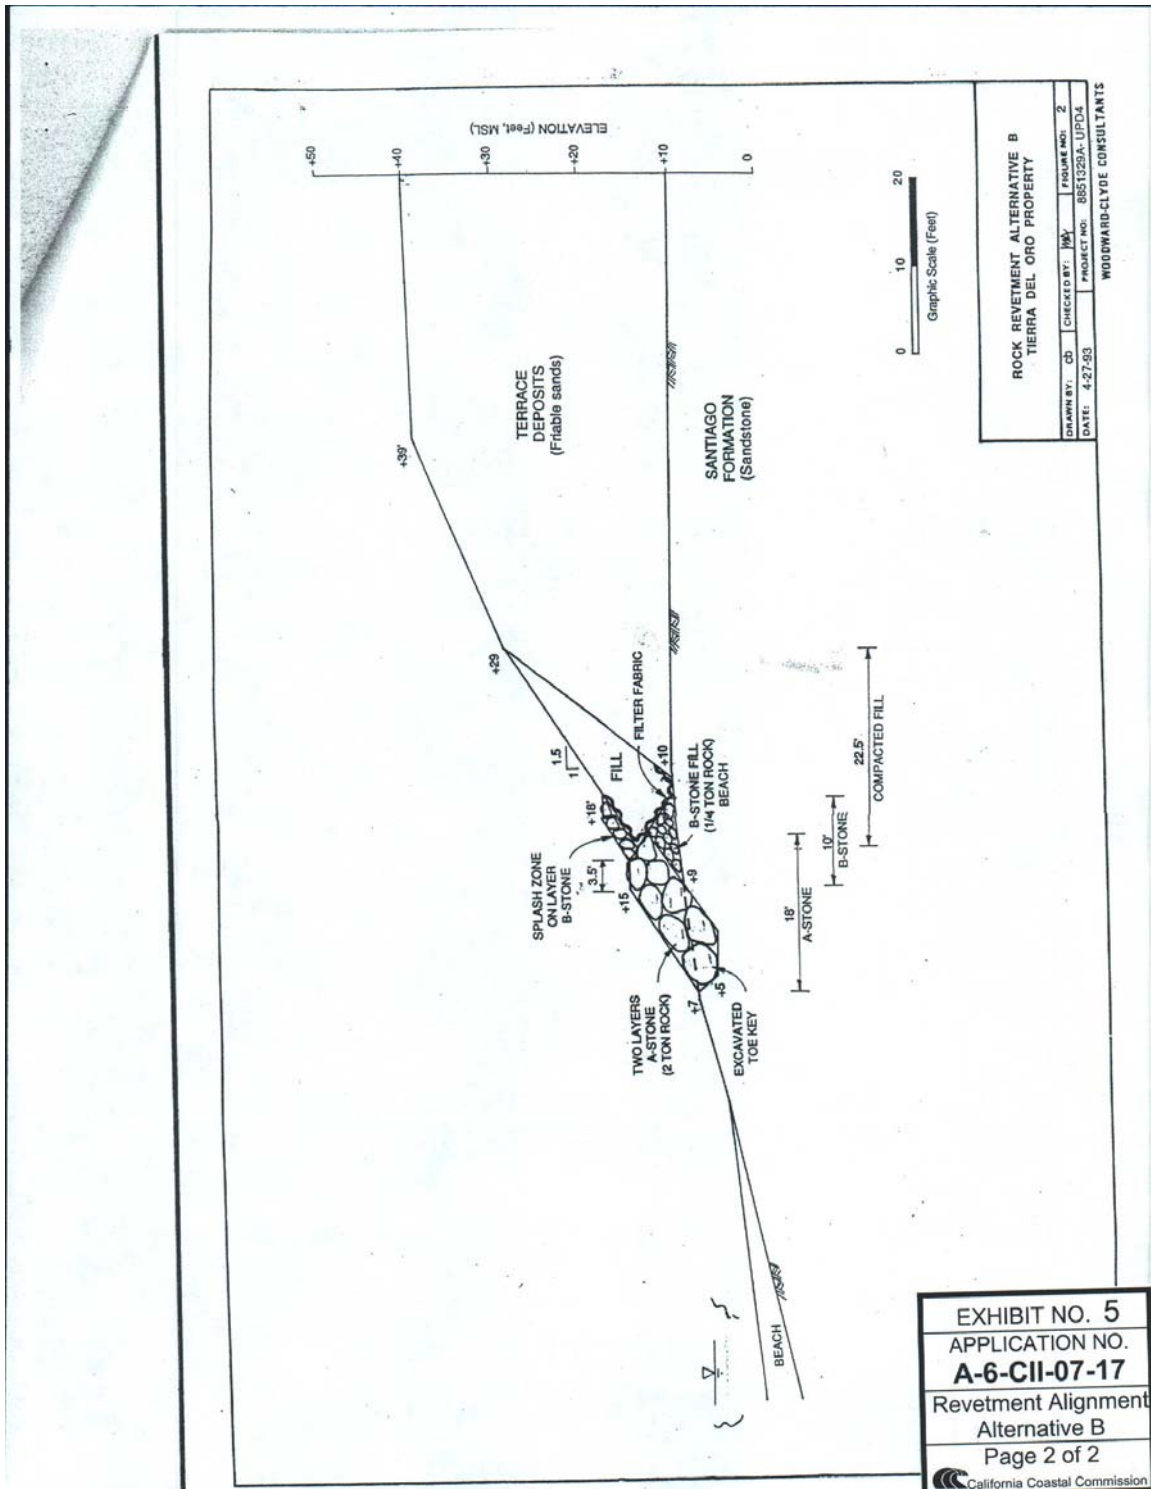 ELEVATION (Feet, MSL)
+50
+40
+30
+20
+10
0
+39'
TERRACE
DEPOSITS
(Friable sands)
SANTIAGO
FORMATION
(Sandstone)
+29
1.5
1
FILL
FILTER FABRIC
+10
B-STONE FILL
(1/4 TON ROCK)
BEACH
SPLASH ZONE
ON LAYER
B-STONE
3.5'
+15
+9
TWO LAYERS
A-STONE
(2 TON ROCK)
+7
+5
EXCAVATED
TOE KEY
22.5'
COMPACTED FILL
10'
B-STONE
18'
A-STONE
BEACH
0
10
20
Graphic Scale (Feet)
ROCK REVETMENT ALTERNATIVE B
TIERRA DEL ORO PROPERTY
DRAWN BY: cb
CHECKED BY:
FIGURE NO: 2
DATE: 4-27-93
PROJECT NO: 8851329A-UPD4
WOODWARD-CLYDE CONSULTANTS
EXHIBIT NO. 5
APPLICATION NO.
A-6-CII-07-17
Revetment Alignment
Alternative B
Page 2 of 2
California Coastal Commission